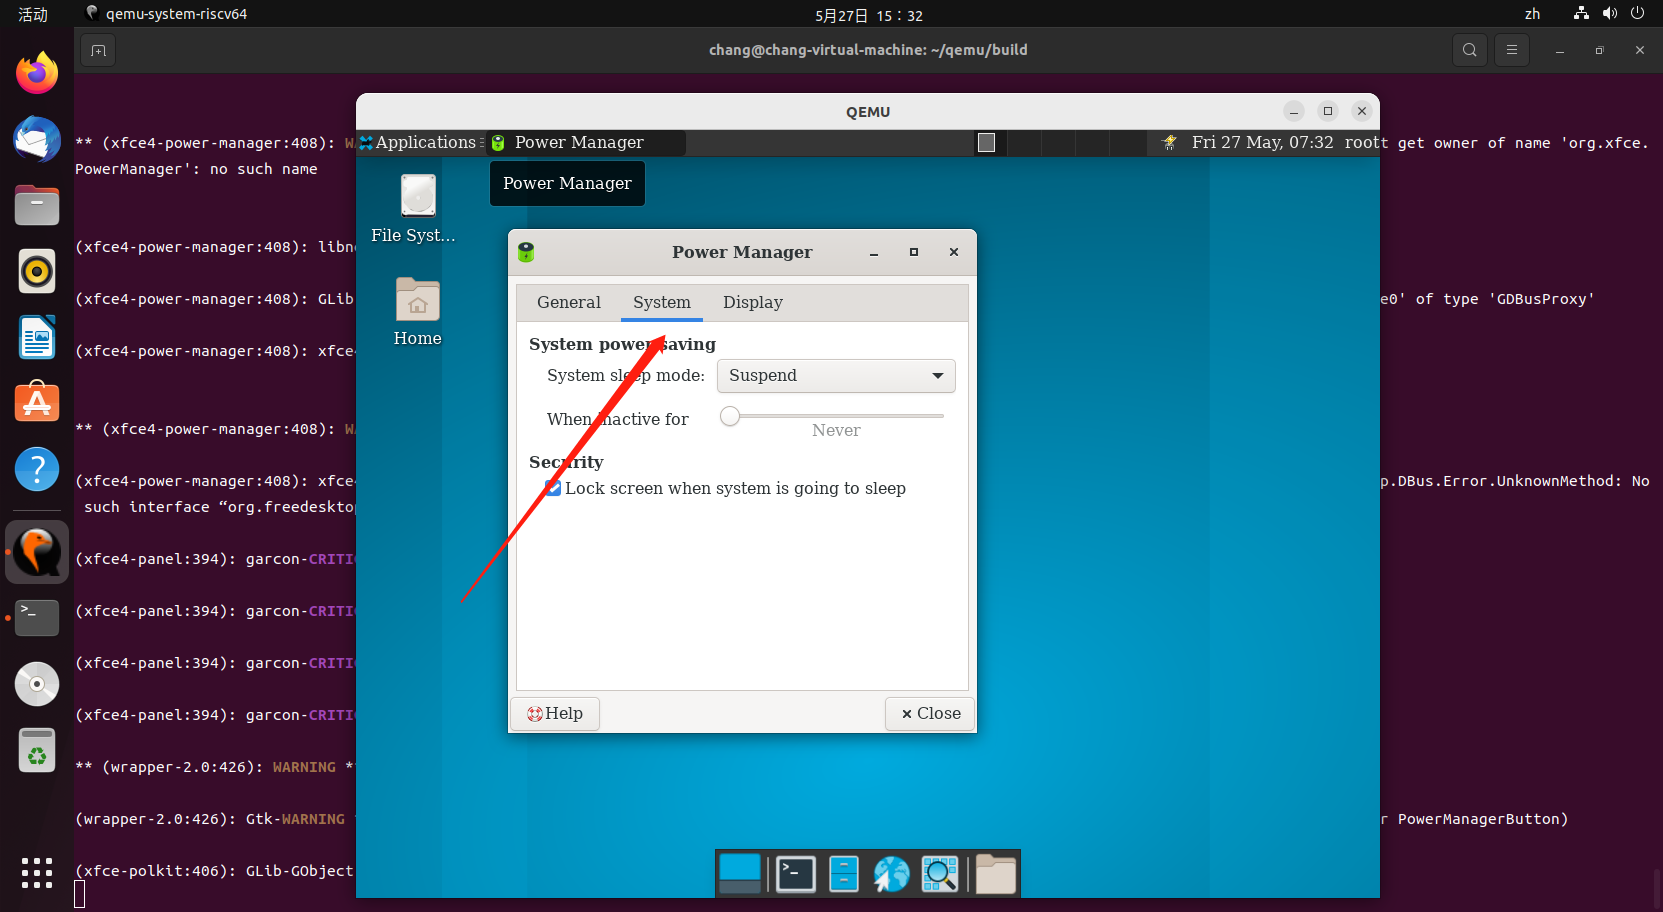 活动
qemu-system-riscv64
5月27日 15：32
zh
chang@chang-virtual-machine: ~/qemu/build
QEMU
Applications
Power Manager
Fri 27 May, 07:32 root
** (xfce4-power-manager:408): W
t get owner of name 'org.xfce.
PowerManager': no such name
Power Manager
File Syst...
Home
(xfce4-power-manager:408): libn
(xfce4-power-manager:408): GLib
e0' of type 'GDBusProxy'
(xfce4-power-manager:408): xfce
** (xfce4-power-manager:408): W
(xfce4-power-manager:408): xfce
p.DBus.Error.UnknownMethod: No
such interface “org.freedesktop
(xfce4-panel:394): garcon-CRITI
(xfce4-panel:394): garcon-CRITI
(xfce4-panel:394): garcon-CRITI
(xfce4-panel:394): garcon-CRITI
** (wrapper-2.0:426): WARNING *
(wrapper-2.0:426): Gtk-WARNING
r PowerManagerButton)
(xfce-polkit:406): GLib-GObject
Power Manager
General
System
Display
System power saving
System sleep mode:
Suspend
When inactive for
Never
Security
Lock screen when system is going to sleep
Help
Close